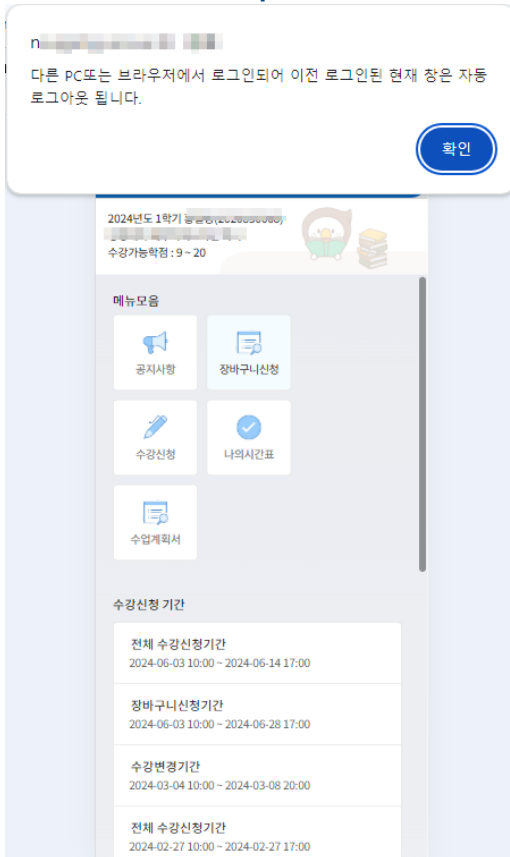 다른 PC또는 브라우저에서 로그인되어 이전 로그인된 현재 창은 자동
로그아웃 됩니다.
확인
2024년도 1학기
수강가능학점 : 9 ~ 20
메뉴모음
공지사항
장바구니신청
수강신청
나의시간표
수업계획서
수강신청 기간
전체 수강신청기간
2024-06-03 10:00 ~ 2024-06-14 17:00
장바구니신청기간
2024-06-03 10:00 ~ 2024-06-28 17:00
수강변경기간
2024-03-04 10:00 ~ 2024-03-08 20:00
전체 수강신청기간
2024-02-27 10:00 ~ 2024-02-27 17:00